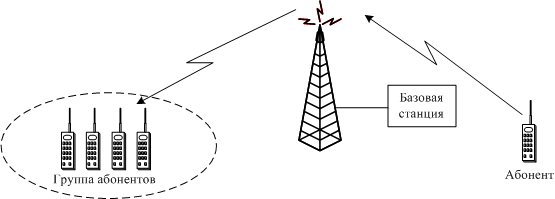 Базовая
станция
Группа абонентов
Абонент